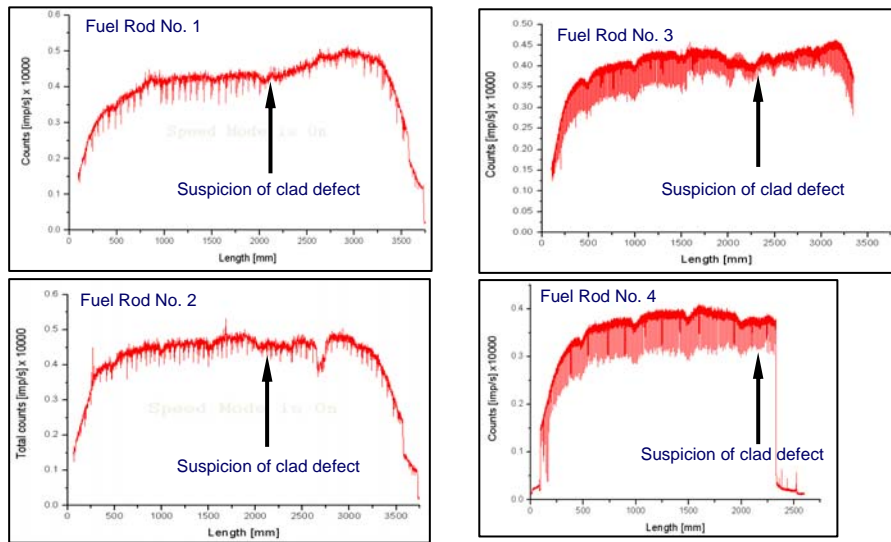 Fuel Rod No. 1
0.6
0.5
0.4
0.3
0.2
0.1
0.0
Counts [imp/s] x 10000
Speed Mode is On
Suspicion of clad defect
0 500 1000 1500 2000 2500 3000 3500
Length [mm]
Fuel Rod No. 3
0.50
0.45
0.40
0.35
0.30
0.25
0.20
0.15
0.10
0.05
0.00
Counts [imp/s] x 10000
Suspicion of clad defect
0 500 1000 1500 2000 2500 3000 3500
Length [mm]
Fuel Rod No. 2
0.6
0.5
0.4
0.3
0.2
0.1
0.0
Total counts [imp/s] x 10000
Speed Mode is On
Suspicion of clad defect
0 500 1000 1500 2000 2500 3000 3500
Length [mm]
Fuel Rod No. 4
0.4
0.3
0.2
0.1
0.0
Counts [imp/s] x 10000
Suspicion of clad defect
0 500 1000 1500 2000 2500
Length [mm]